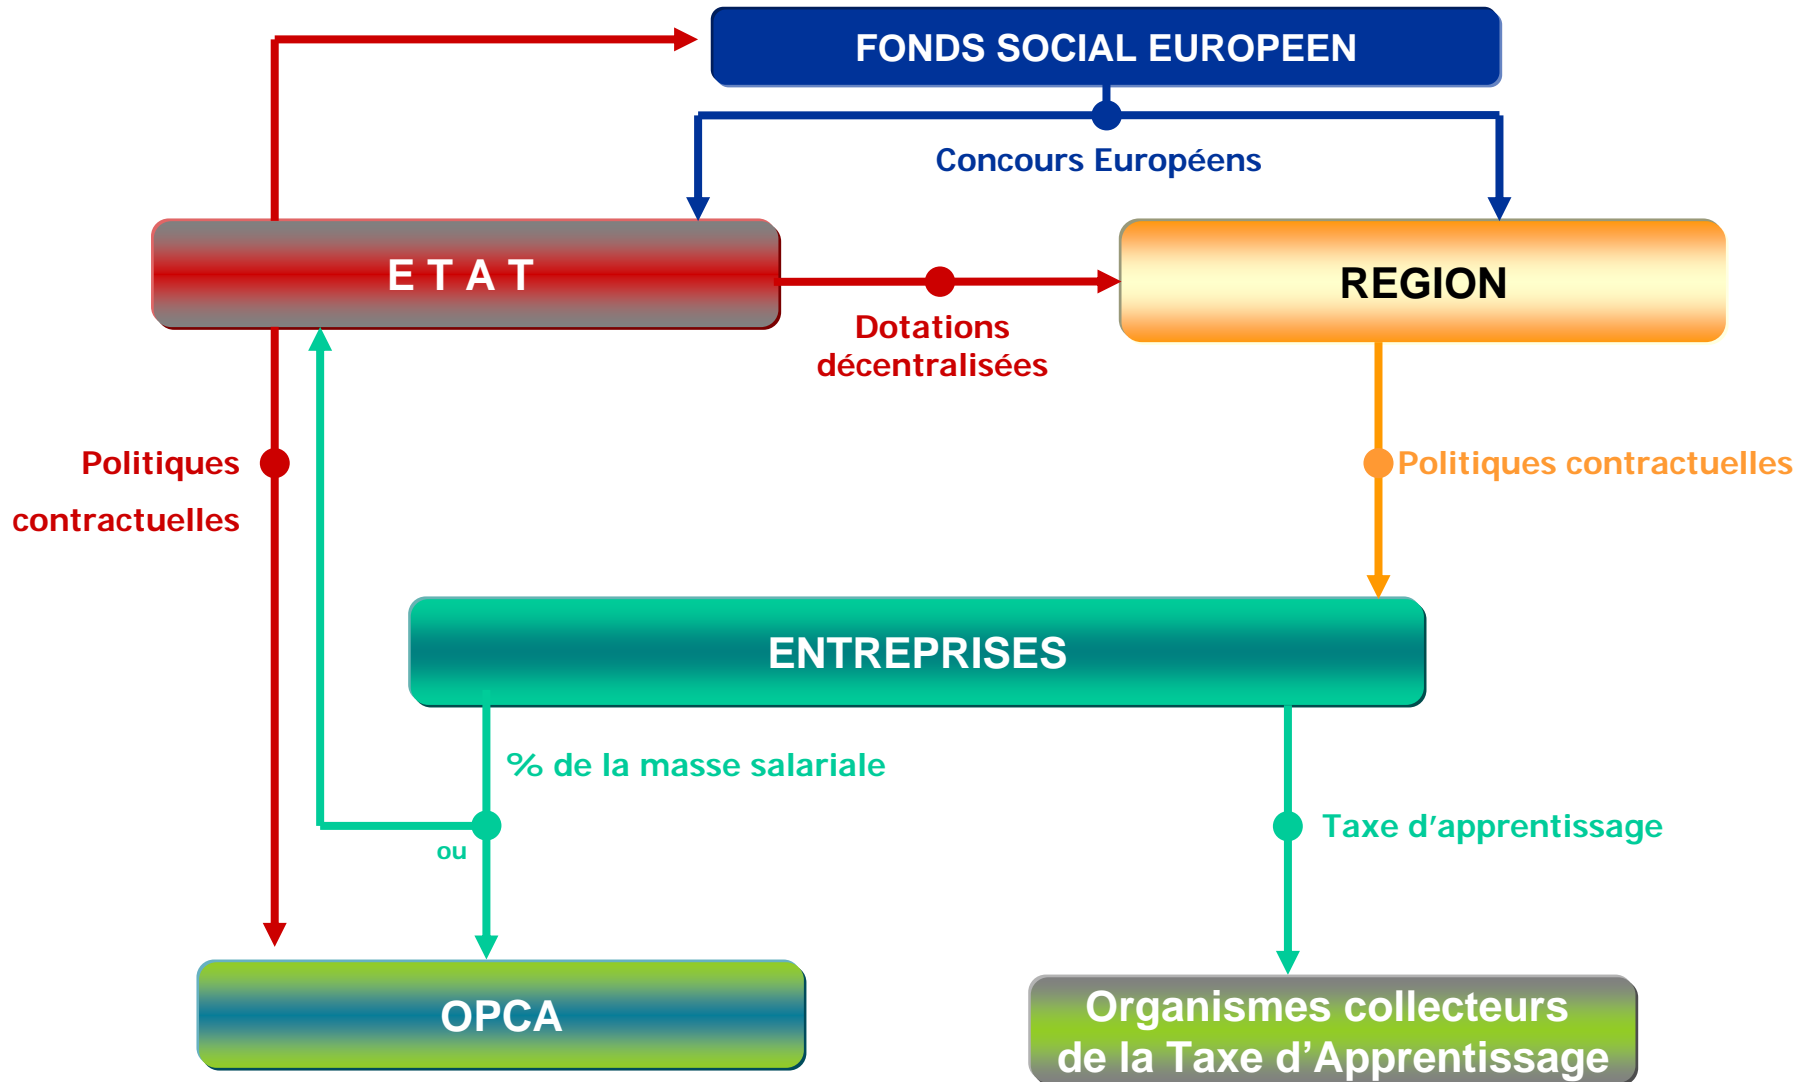 FONDS SOCIAL EUROPEEN
Concours Européens
E T A T
REGION
Dotations
décentralisées
Politiques
contractuelles
Politiques contractuelles
ENTREPRISES
% de la masse salariale
ou
Taxe d’apprentissage
OPCA
Organismes collecteurs
de la Taxe d’Apprentissage